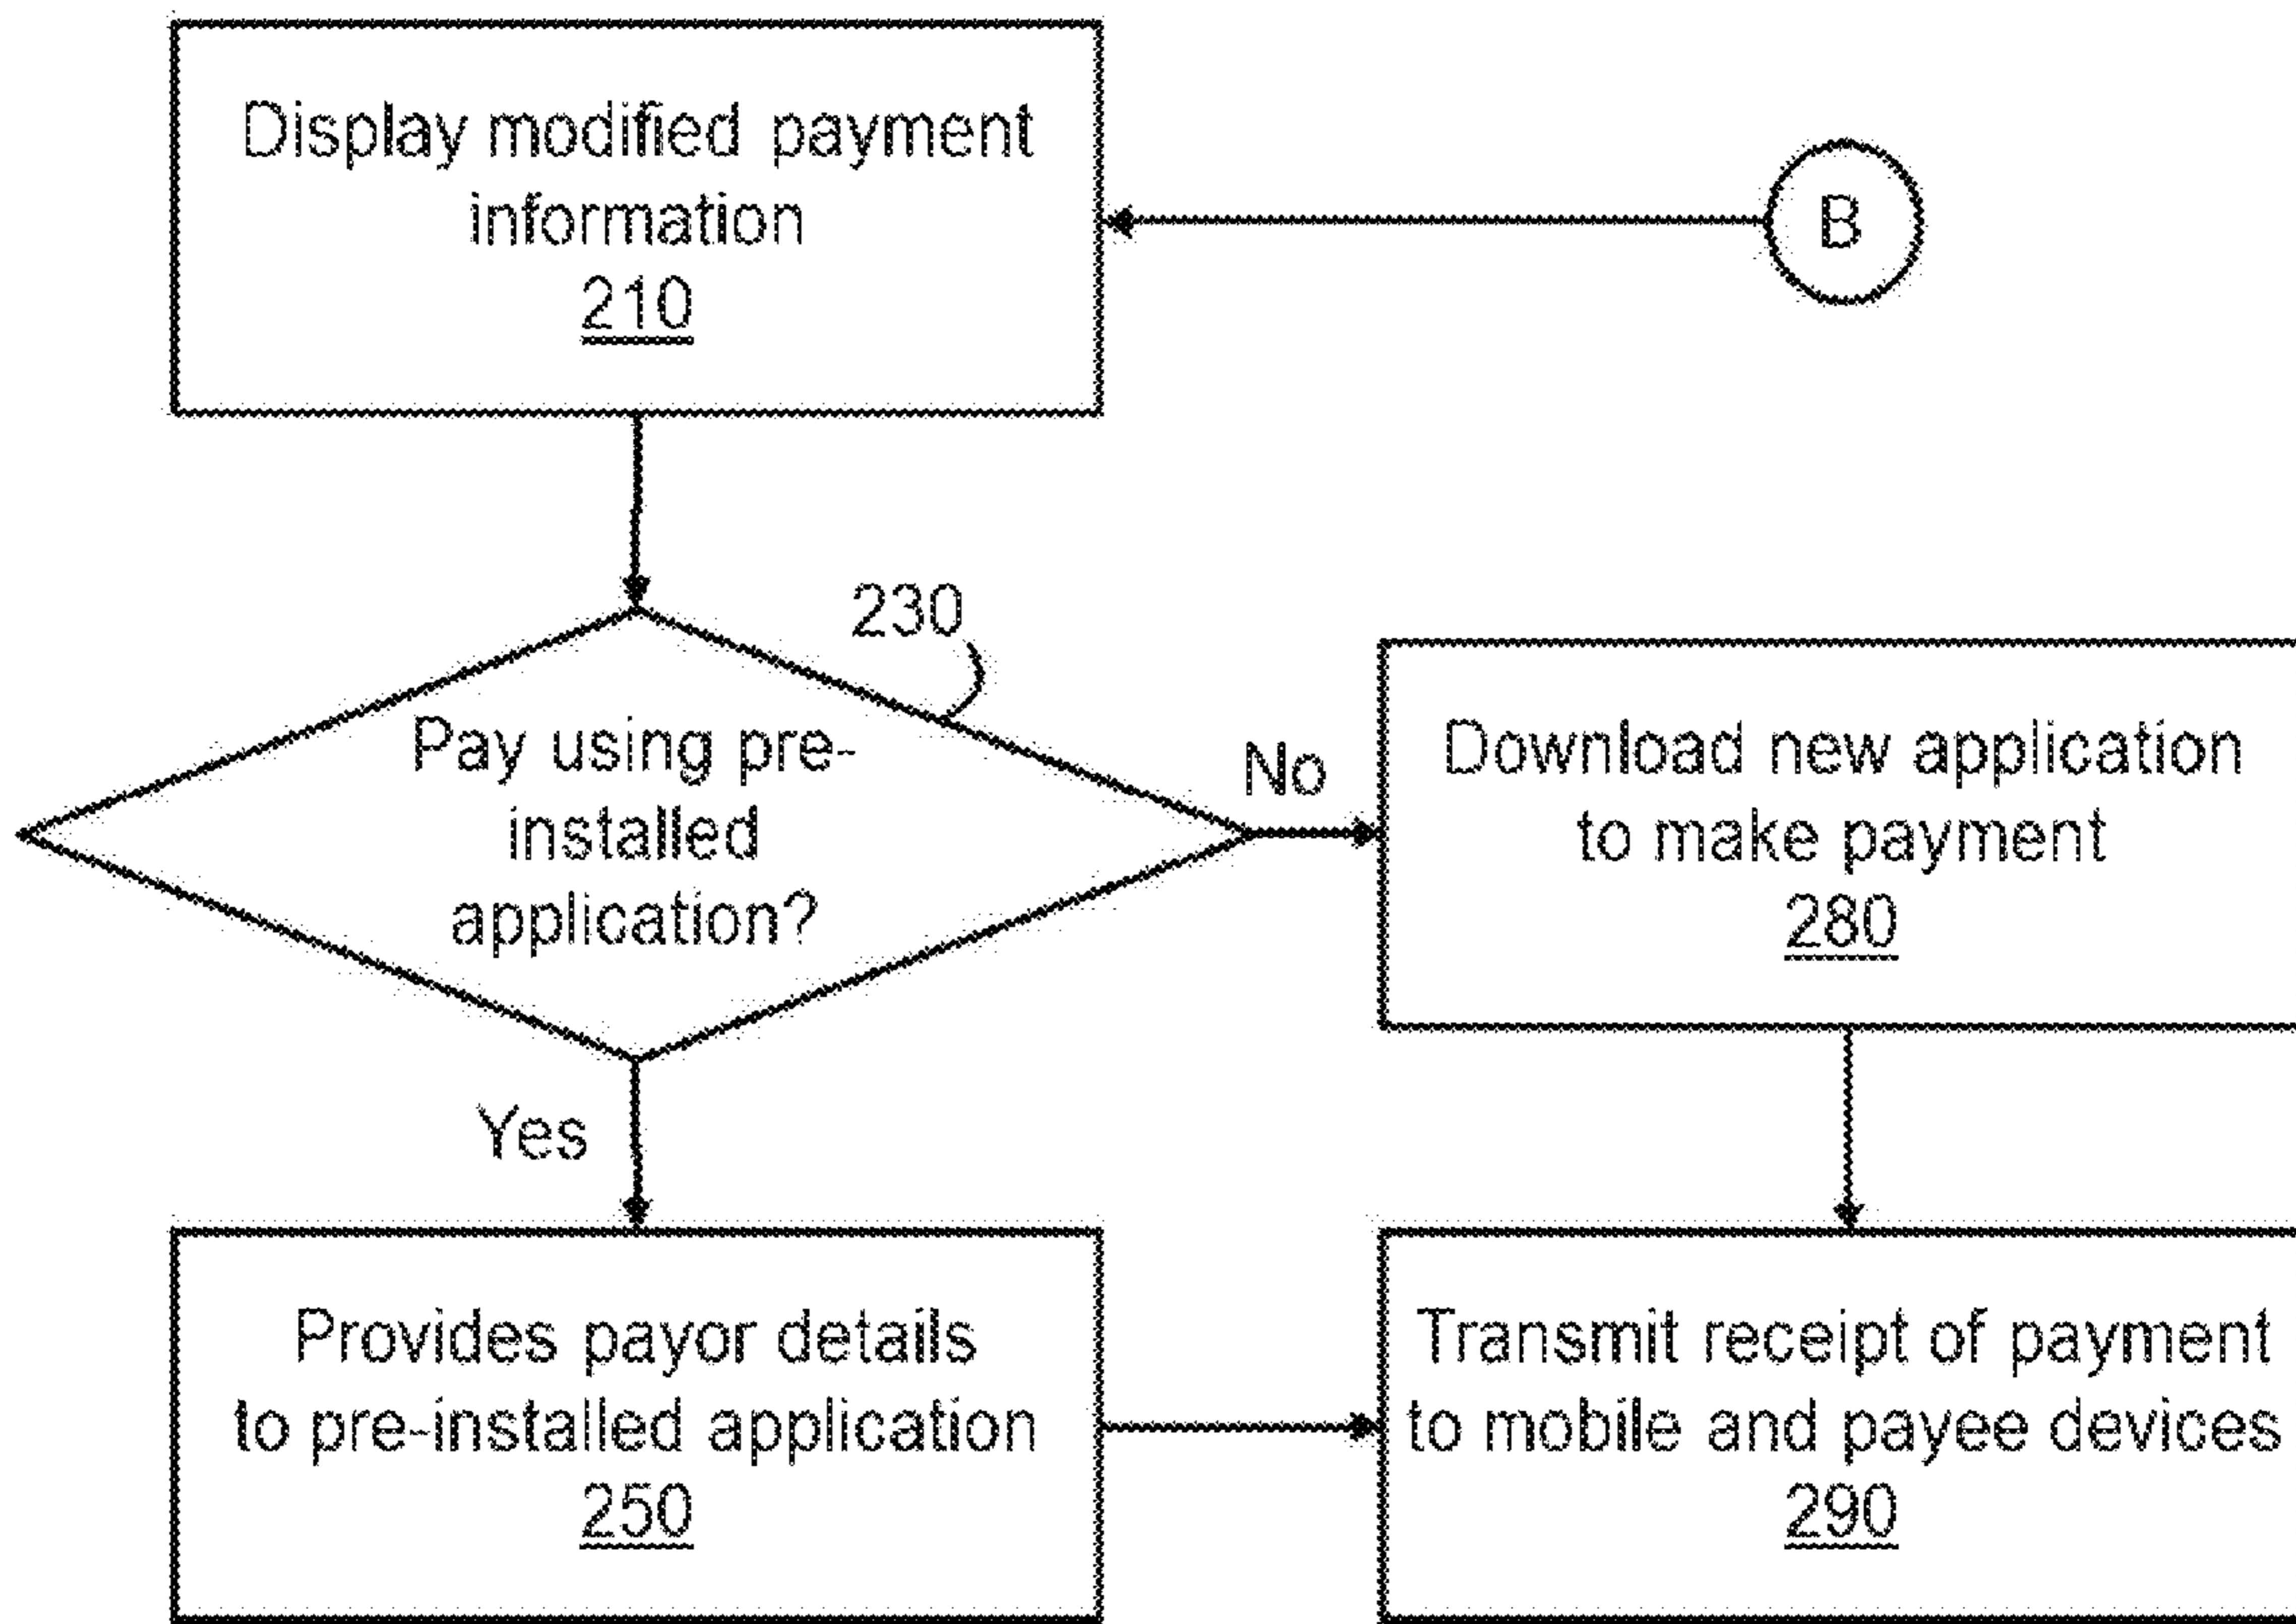 Display modified payment
information
210
B
230
Pay using pre-
installed
application?
No
Download new application
to make payment
280
Yes
Provides payor details
to pre-installed application
250
Transmit receipt of payment
to mobile and payee devices
290